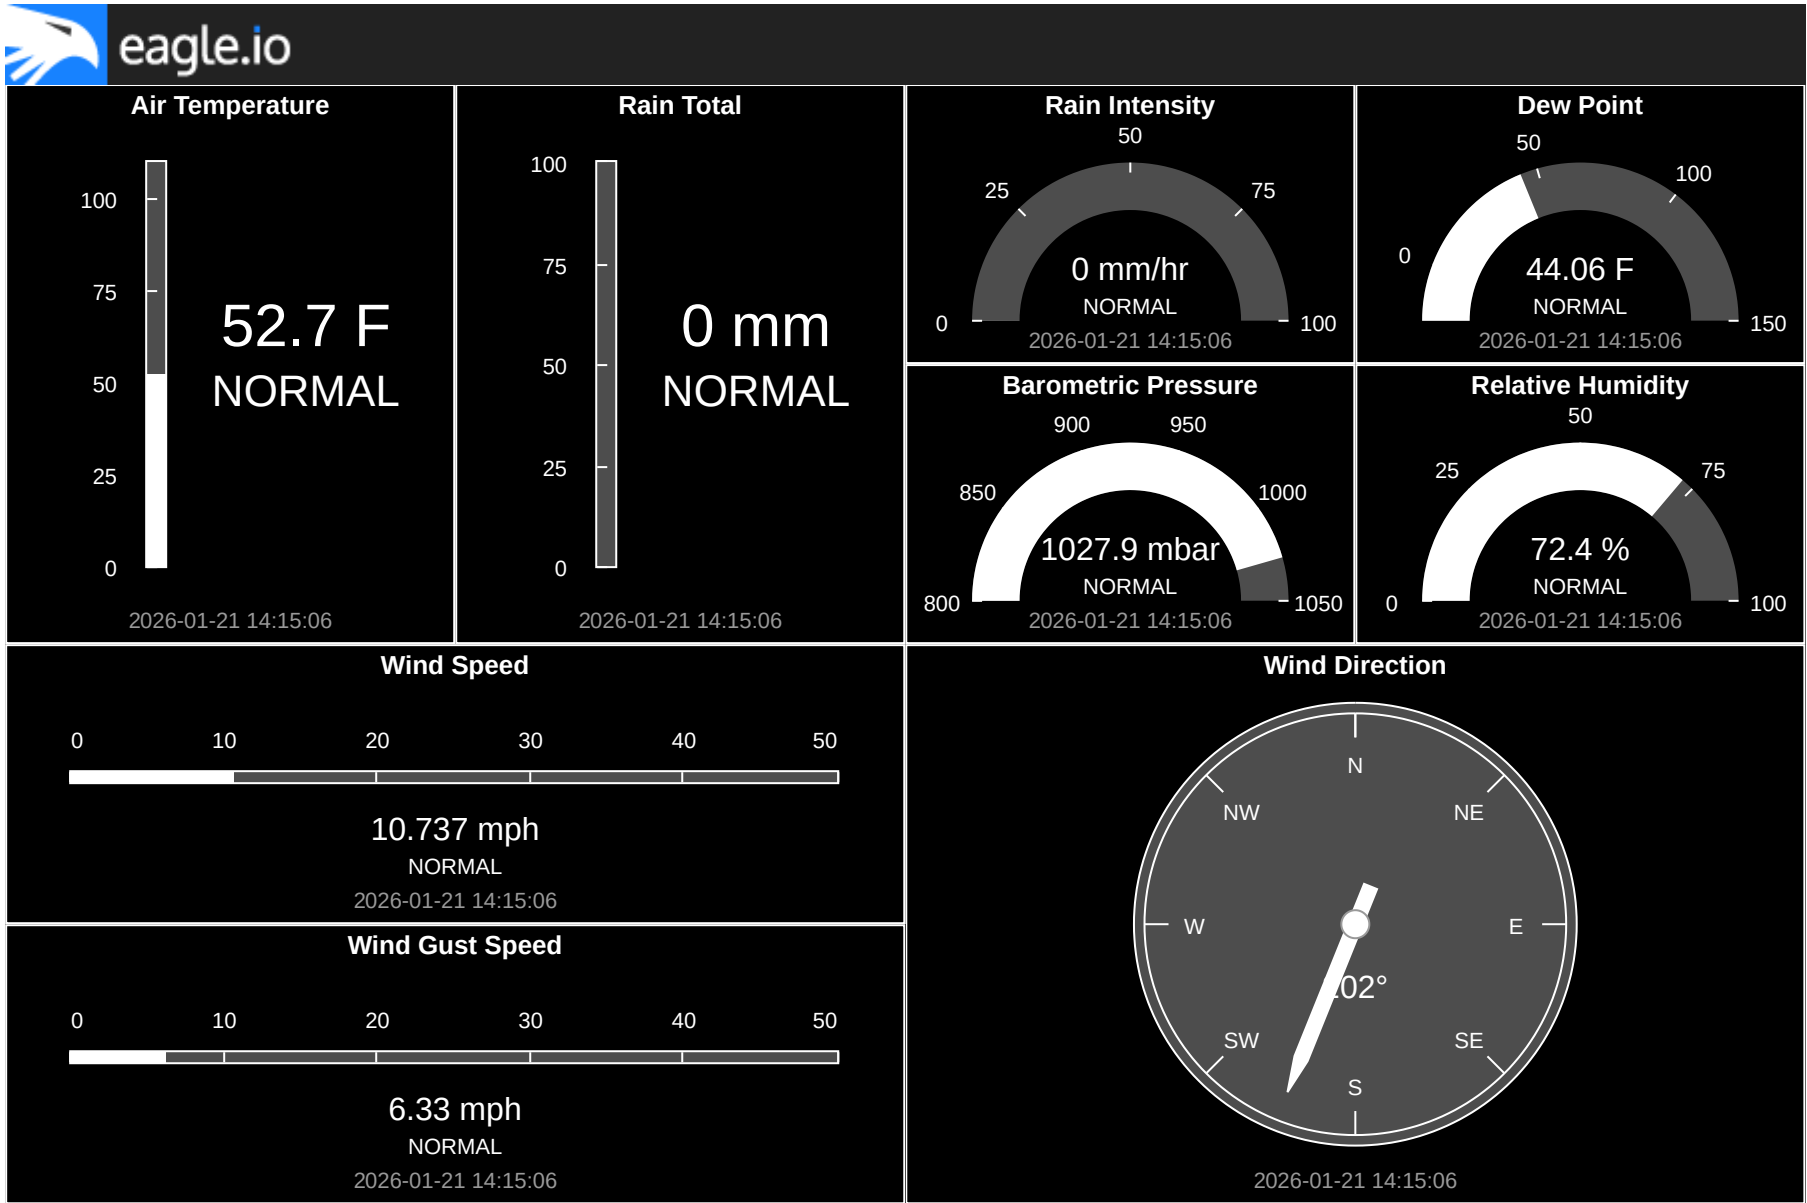 eagle.io
Air Temperature
100
75
50
25
0
52.7 F
NORMAL
2026-01-21 14:15:06
Rain Total
100
75
50
25
0
0 mm
NORMAL
2026-01-21 14:15:06
Rain Intensity
0
25
50
75
100
0 mm/hr
NORMAL
2026-01-21 14:15:06
Dew Point
0
50
100
150
44.06 F
NORMAL
2026-01-21 14:15:06
Barometric Pressure
800
850
900
950
1000
1050
1027.9 mbar
NORMAL
2026-01-21 14:15:06
Relative Humidity
0
25
50
75
100
72.4 %
NORMAL
2026-01-21 14:15:06
Wind Speed
0 10 20 30 40 50
10.737 mph
NORMAL
2026-01-21 14:15:06
Wind Gust Speed
0 10 20 30 40 50
6.33 mph
NORMAL
2026-01-21 14:15:06
Wind Direction
N
NW NE
W E
SW SE
S
2026-01-21 14:15:06